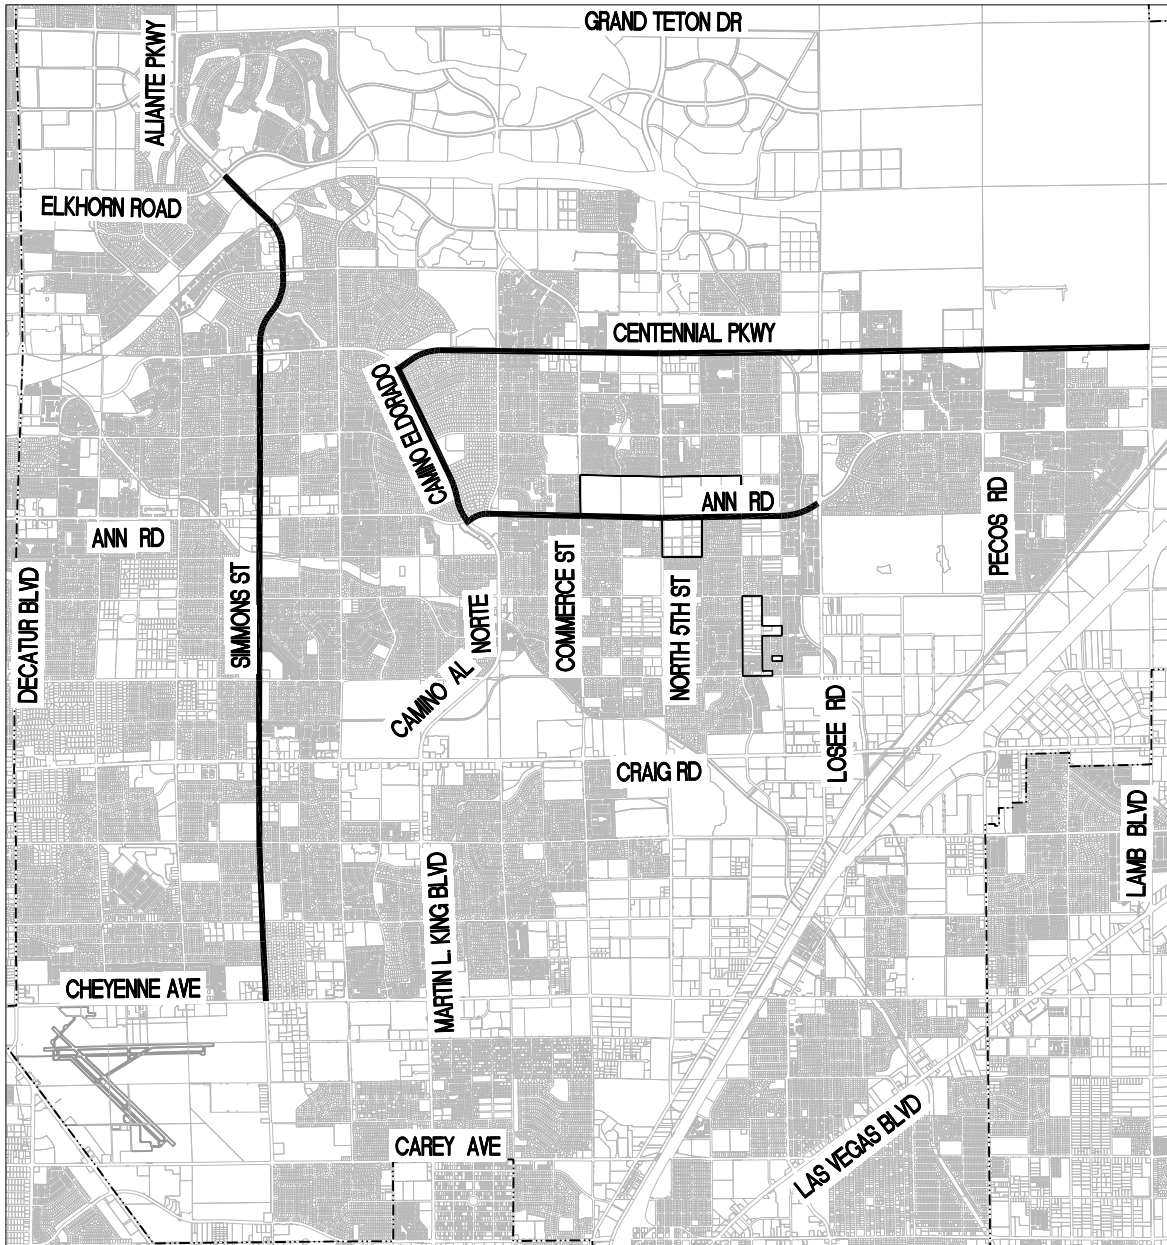 GRAND TETON DR
ALIANTE PKWY
ELKHORN ROAD
CENTENNIAL PKWY
CAMINO ELDORADO
ANN RD
PECOS RD
ANN RD
DECATUR BLVD
SIMMONS ST
CAMINO AL NORTE
COMMERCE ST
NORTH 5TH ST
LOSEE RD
CRAIG RD
LAMB BLVD
MARTIN L. KING BLVD
CHEYENNE AVE
CAREY AVE
LAS VEGAS BLVD